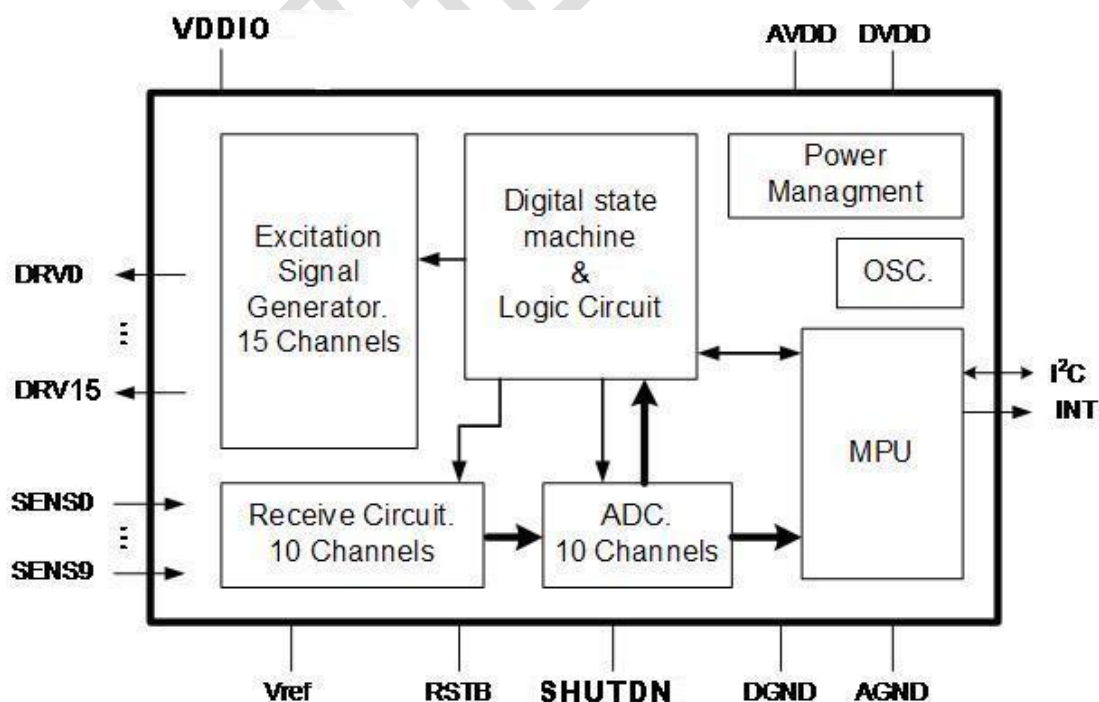 VDDIO
AVDD DVDD
Excitation
Signal
Generator.
15 Channels
Digital state
machine
&
Logic Circuit
Power
Managment
OSC.
DRV0
⋮
DRV15
MPU
I²C
INT
SENS0
⋮
SENS9
Receive Circuit.
10 Channels
ADC.
10 Channels
Vref RSTB SHUTDN DGND AGND